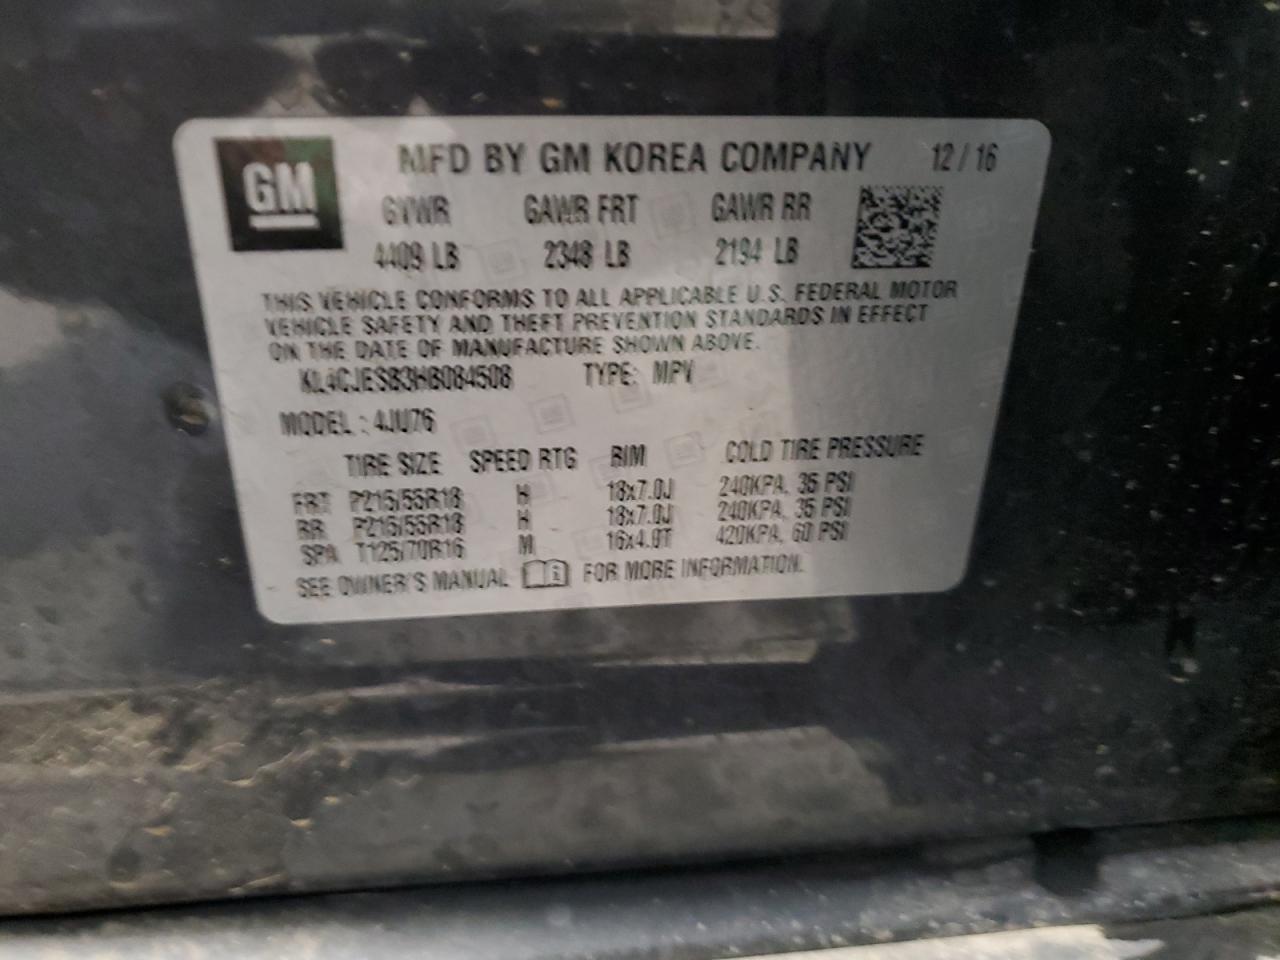 GM
MFD BY GM KOREA COMPANY 12/16
GVWR GAWR FRT GAWR RR
4409 LB 2348 LB 2194 LB
THIS VEHICLE CONFORMS TO ALL APPLICABLE U.S. FEDERAL MOTOR
VEHICLE SAFETY AND THEFT PREVENTION STANDARDS IN EFFECT
ON THE DATE OF MANUFACTURE SHOWN ABOVE.
KL4CJESB3HB084508 TYPE: MPV
MODEL : 4JU76
TIRE SIZE SPEED RTG RIM COLD TIRE PRESSURE
FRT P215/55R18 H 18x7.0J 240KPA, 35 PSI
RR P215/55R18 H 18x7.0J 240KPA, 35 PSI
SPA T125/70R16 M 16x4.0T 420KPA, 60 PSI
SEE OWNER'S MANUAL FOR MORE INFORMATION.